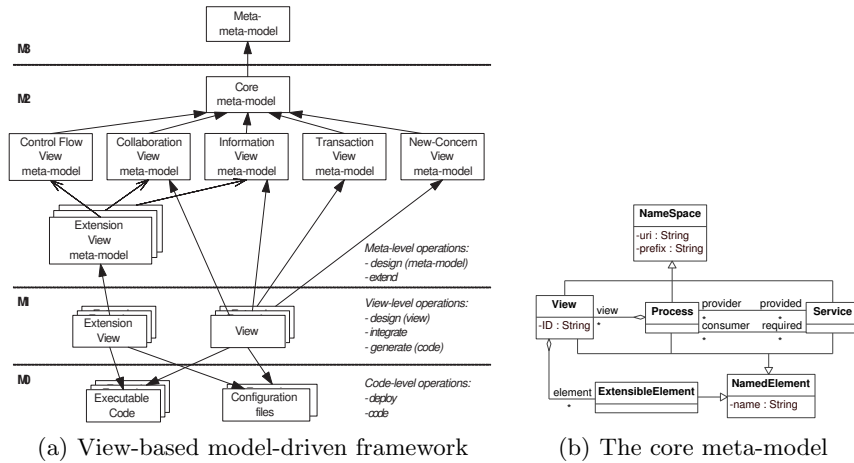 Meta-
meta-model
M3
M2
Core
meta-model
Control Flow
View
meta-model
Collaboration
View
meta-model
Information
View
meta-model
Transaction
View
meta-model
New-Concern
View
meta-model
Extension
View
meta-model
Meta-level operations:
- design (meta-model)
- extend
M1
Extension
View
View
View-level operations:
- design (view)
- integrate
- generate (code)
M0
Executable
Code
Configuration
files
Code-level operations:
- deploy
- code
(a) View-based model-driven framework
NameSpace
-uri : String
-prefix : String
View
-ID : String
view
*
Process
provider
provided
*
*
consumer
required
*
*
Service
element
*
ExtensibleElement
NamedElement
-name : String
(b) The core meta-model